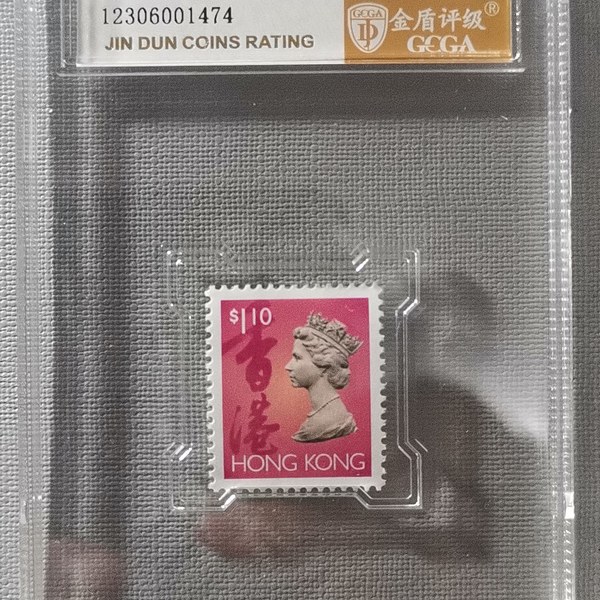 12306001474
JIN DUN COINS RATING
GCGA
金盾评级®
GCGA
$1.10
香港
HONG KONG